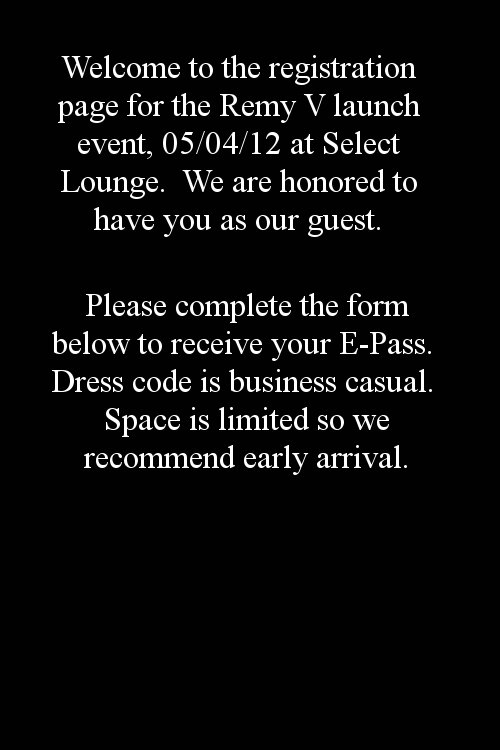 Welcome to the registration
page for the Remy V launch
event, 05/04/12 at Select
Lounge.  We are honored to
have you as our guest.
Please complete the form
below to receive your E-Pass.
Dress code is business casual.
Space is limited so we
recommend early arrival.